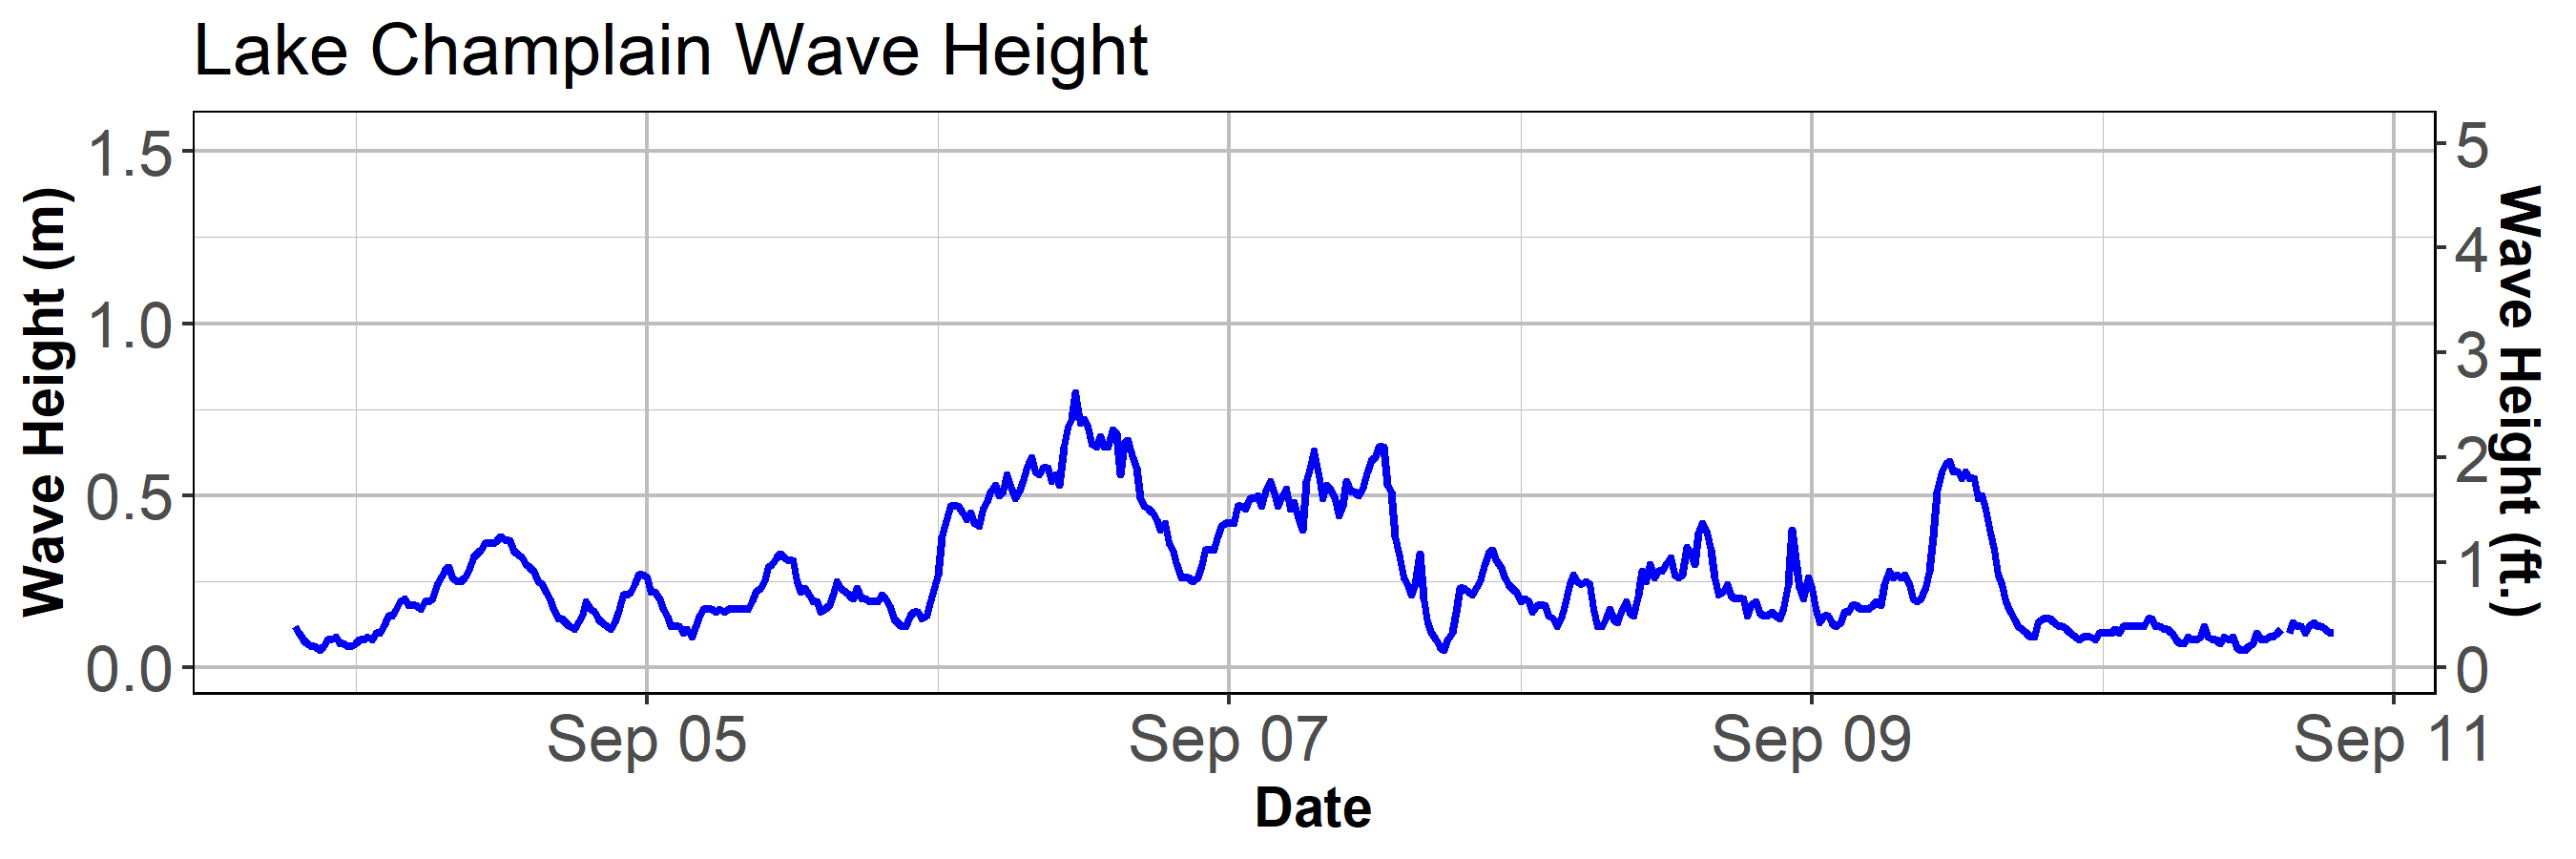 Lake Champlain Wave Height
Wave Height (m)
1.5
1.0
0.5
0.0
5
4
3
2
1
0
Wave Height (ft.)
Sep 05
Sep 07
Sep 09
Sep 11
Date